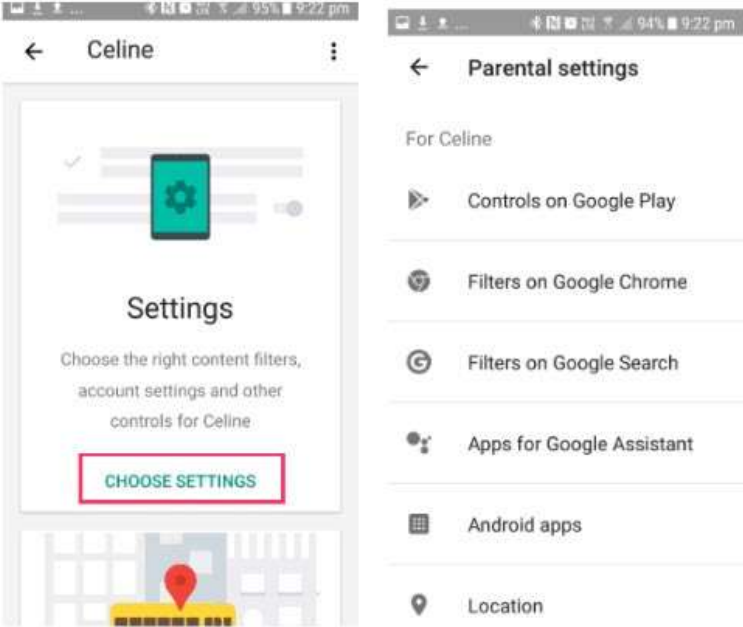 ... 95% 9:22 pm
Celine
Settings
Choose the right content filters,
account settings and other
controls for Celine
CHOOSE SETTINGS
... 94% 9:22 pm
Parental settings
For Celine
Controls on Google Play
Filters on Google Chrome
Filters on Google Search
Apps for Google Assistant
Android apps
Location